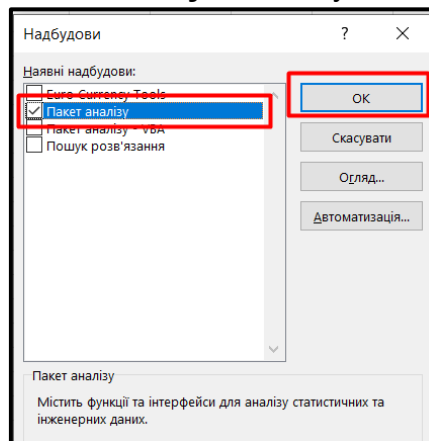 Надбудови ? ×
Наявні надбудови:
Euro Currency Tools
Пакет аналізу
Пакет аналізу - VBA
Пошук розв'язання
ОК
Скасувати
Огляд...
Автоматизація...
Пакет аналізу
Містить функції та інтерфейси для аналізу статистичних та
інженерних даних.